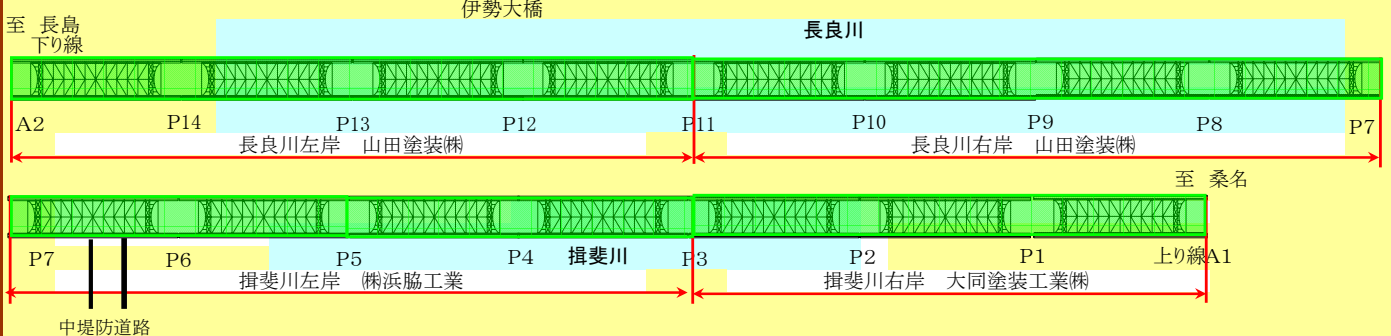 伊勢大橋
至 長島
下り線
長良川
A2 P14 P13 P12 P11 P10 P9 P8 P7
長良川左岸 山田塗装㈱ 長良川右岸 山田塗装㈱
至 桑名
P7 P6 P5 P4 揖斐川 P3 P2 P1 上り線A1
揖斐川左岸 ㈱浜脇工業 揖斐川右岸 大同塗装工業㈱
中堤防道路